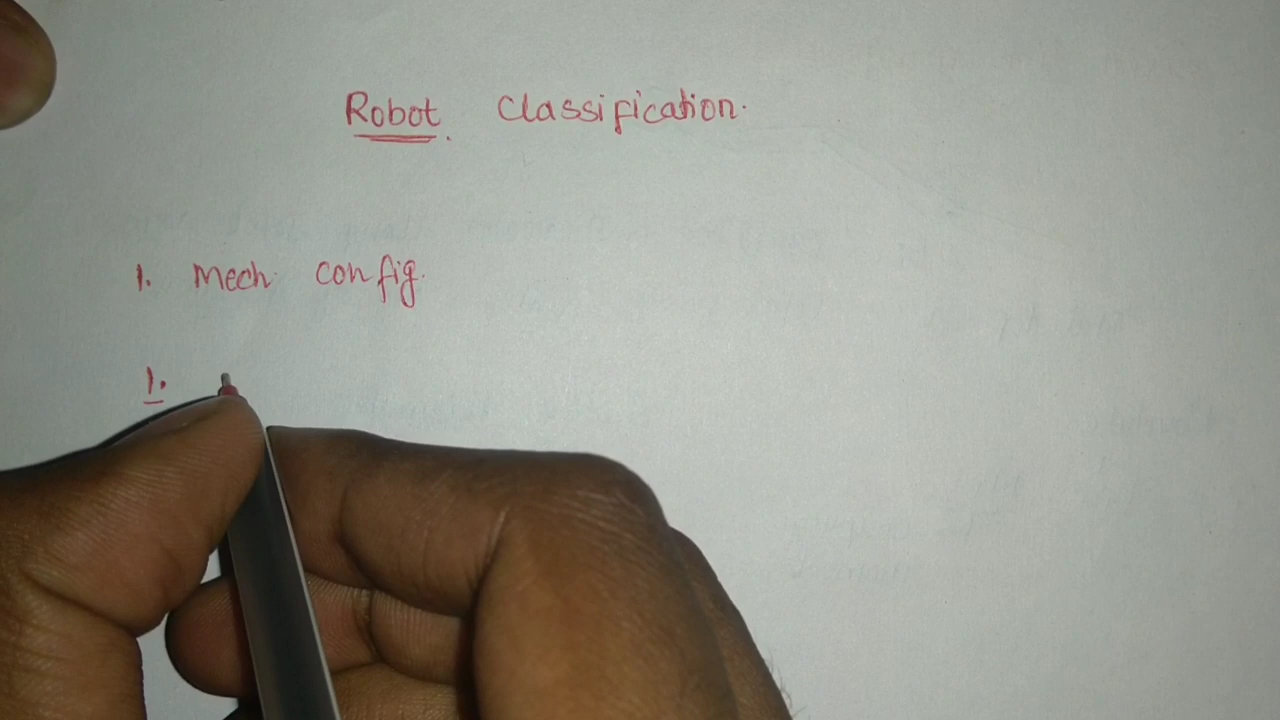 Robot. Classification.
1. Mech. config.
1.